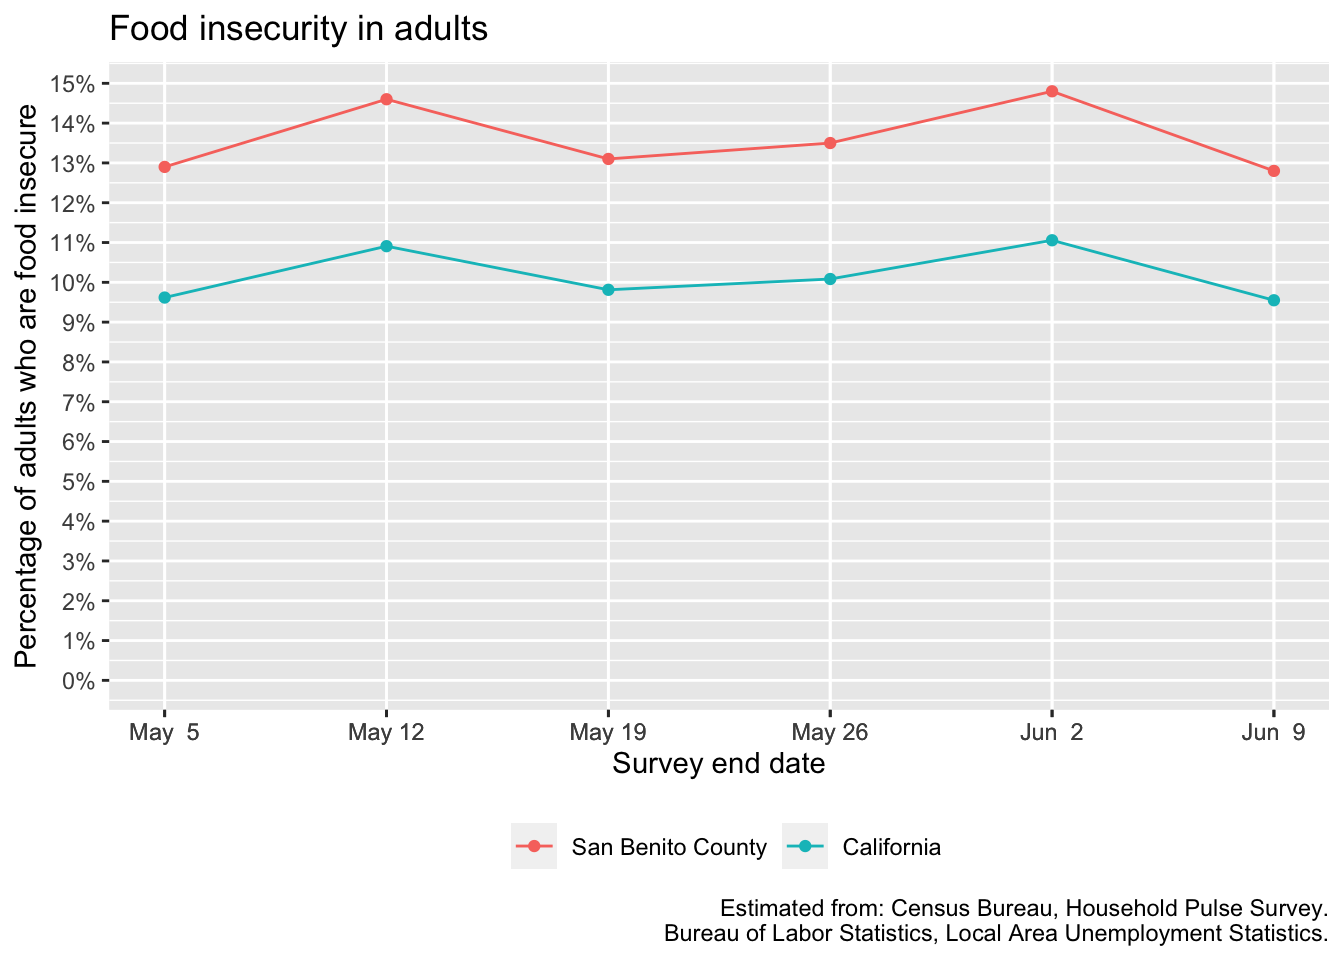 Food insecurity in adults
Percentage of adults who are food insecure
15%
14%
13%
12%
11%
10%
9%
8%
7%
6%
5%
4%
3%
2%
1%
0%
May  5
May 12
May 19
May 26
Jun  2
Jun  9
Survey end date
San Benito County
California
Estimated from: Census Bureau, Household Pulse Survey.
Bureau of Labor Statistics, Local Area Unemployment Statistics.